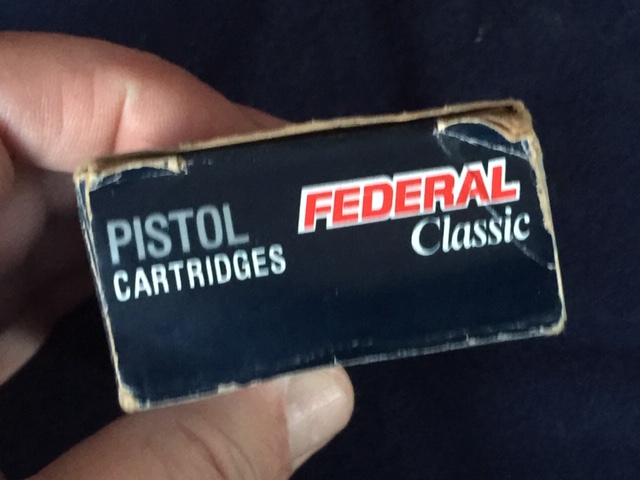 PISTOL
CARTRIDGES
FEDERAL
Classic